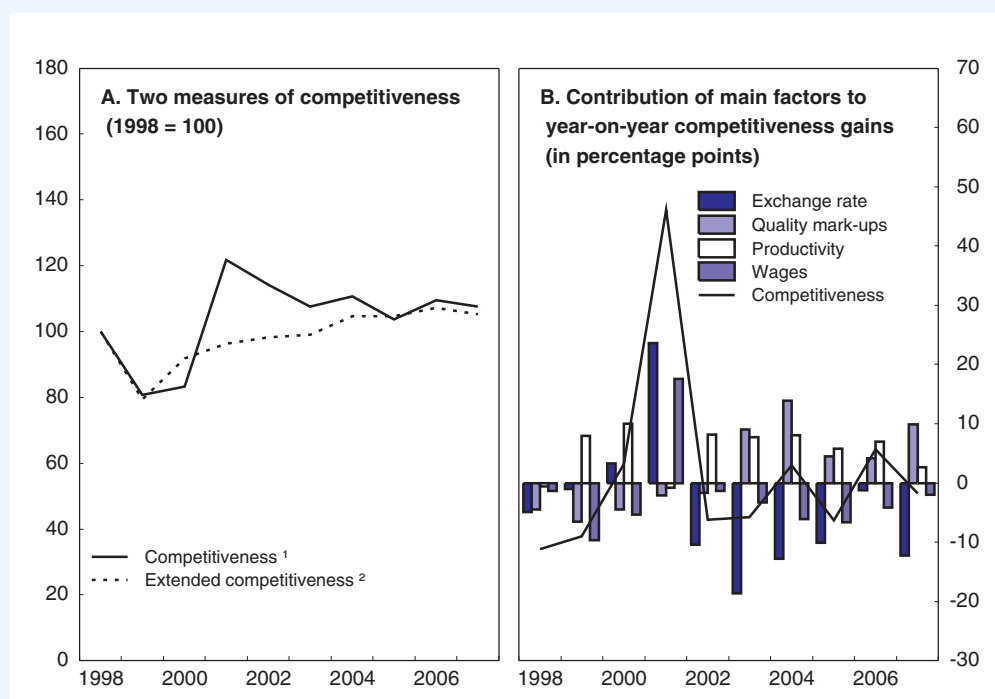 A. Two measures of competitiveness
(1998 = 100)
180
160
140
120
100
80
60
40
20
0
Competitiveness ¹
Extended competitiveness ²
1998
2000
2002
2004
2006
B. Contribution of main factors to
year-on-year competitiveness gains
(in percentage points)
Exchange rate
Quality mark-ups
Productivity
Wages
Competitiveness
70
60
50
40
30
20
10
0
-10
-20
-30
1998
2000
2002
2004
2006